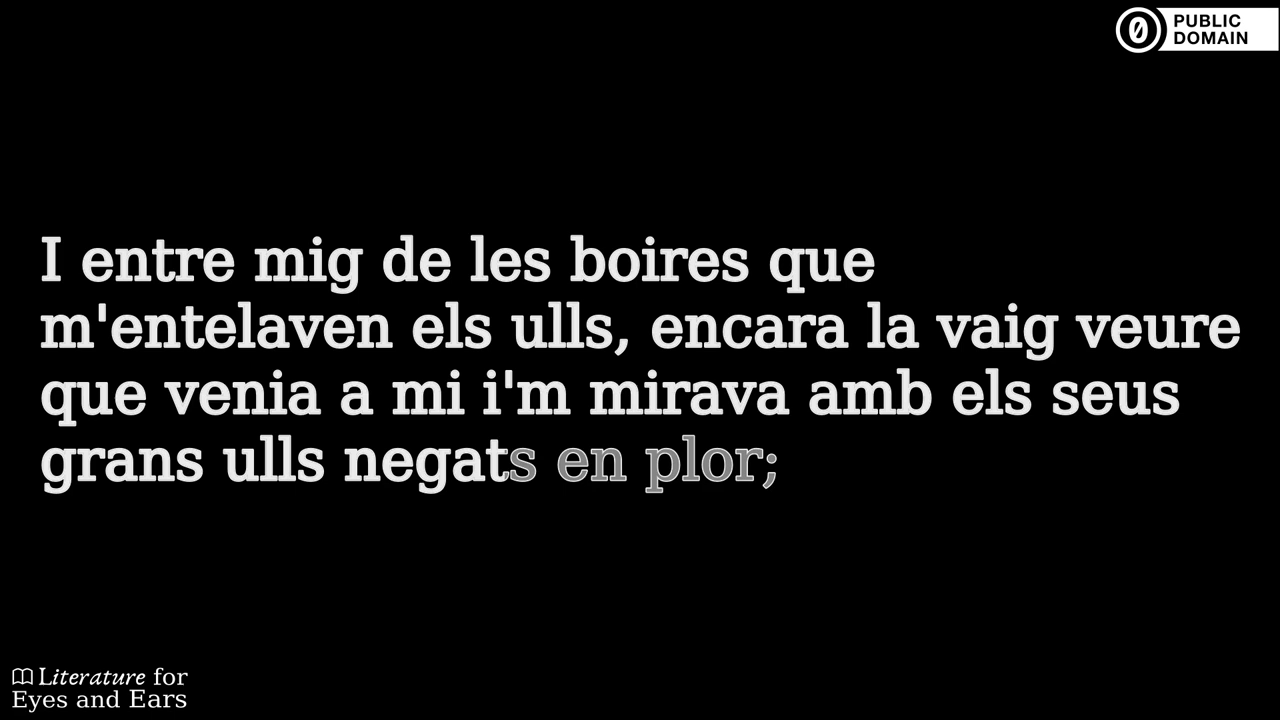 PUBLIC
DOMAIN
I entre mig de les boires que
m'entelaven els ulls, encara la vaig veure
que venia a mi i'm mirava amb els seus
grans ulls negats en plor;
Literature for
Eyes and Ears